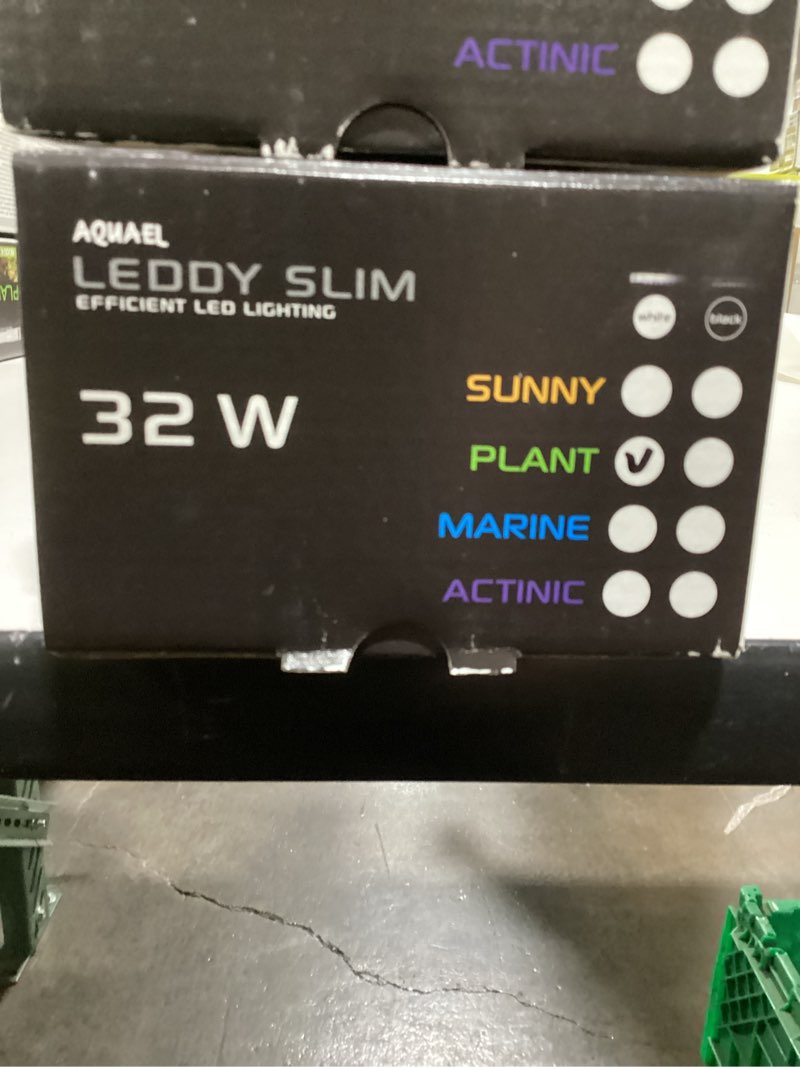 ACTINIC
AQUAEL
LEDDY SLIM
EFFICIENT LED LIGHTING
white black
32 W
SUNNY
PLANT
MARINE
ACTINIC